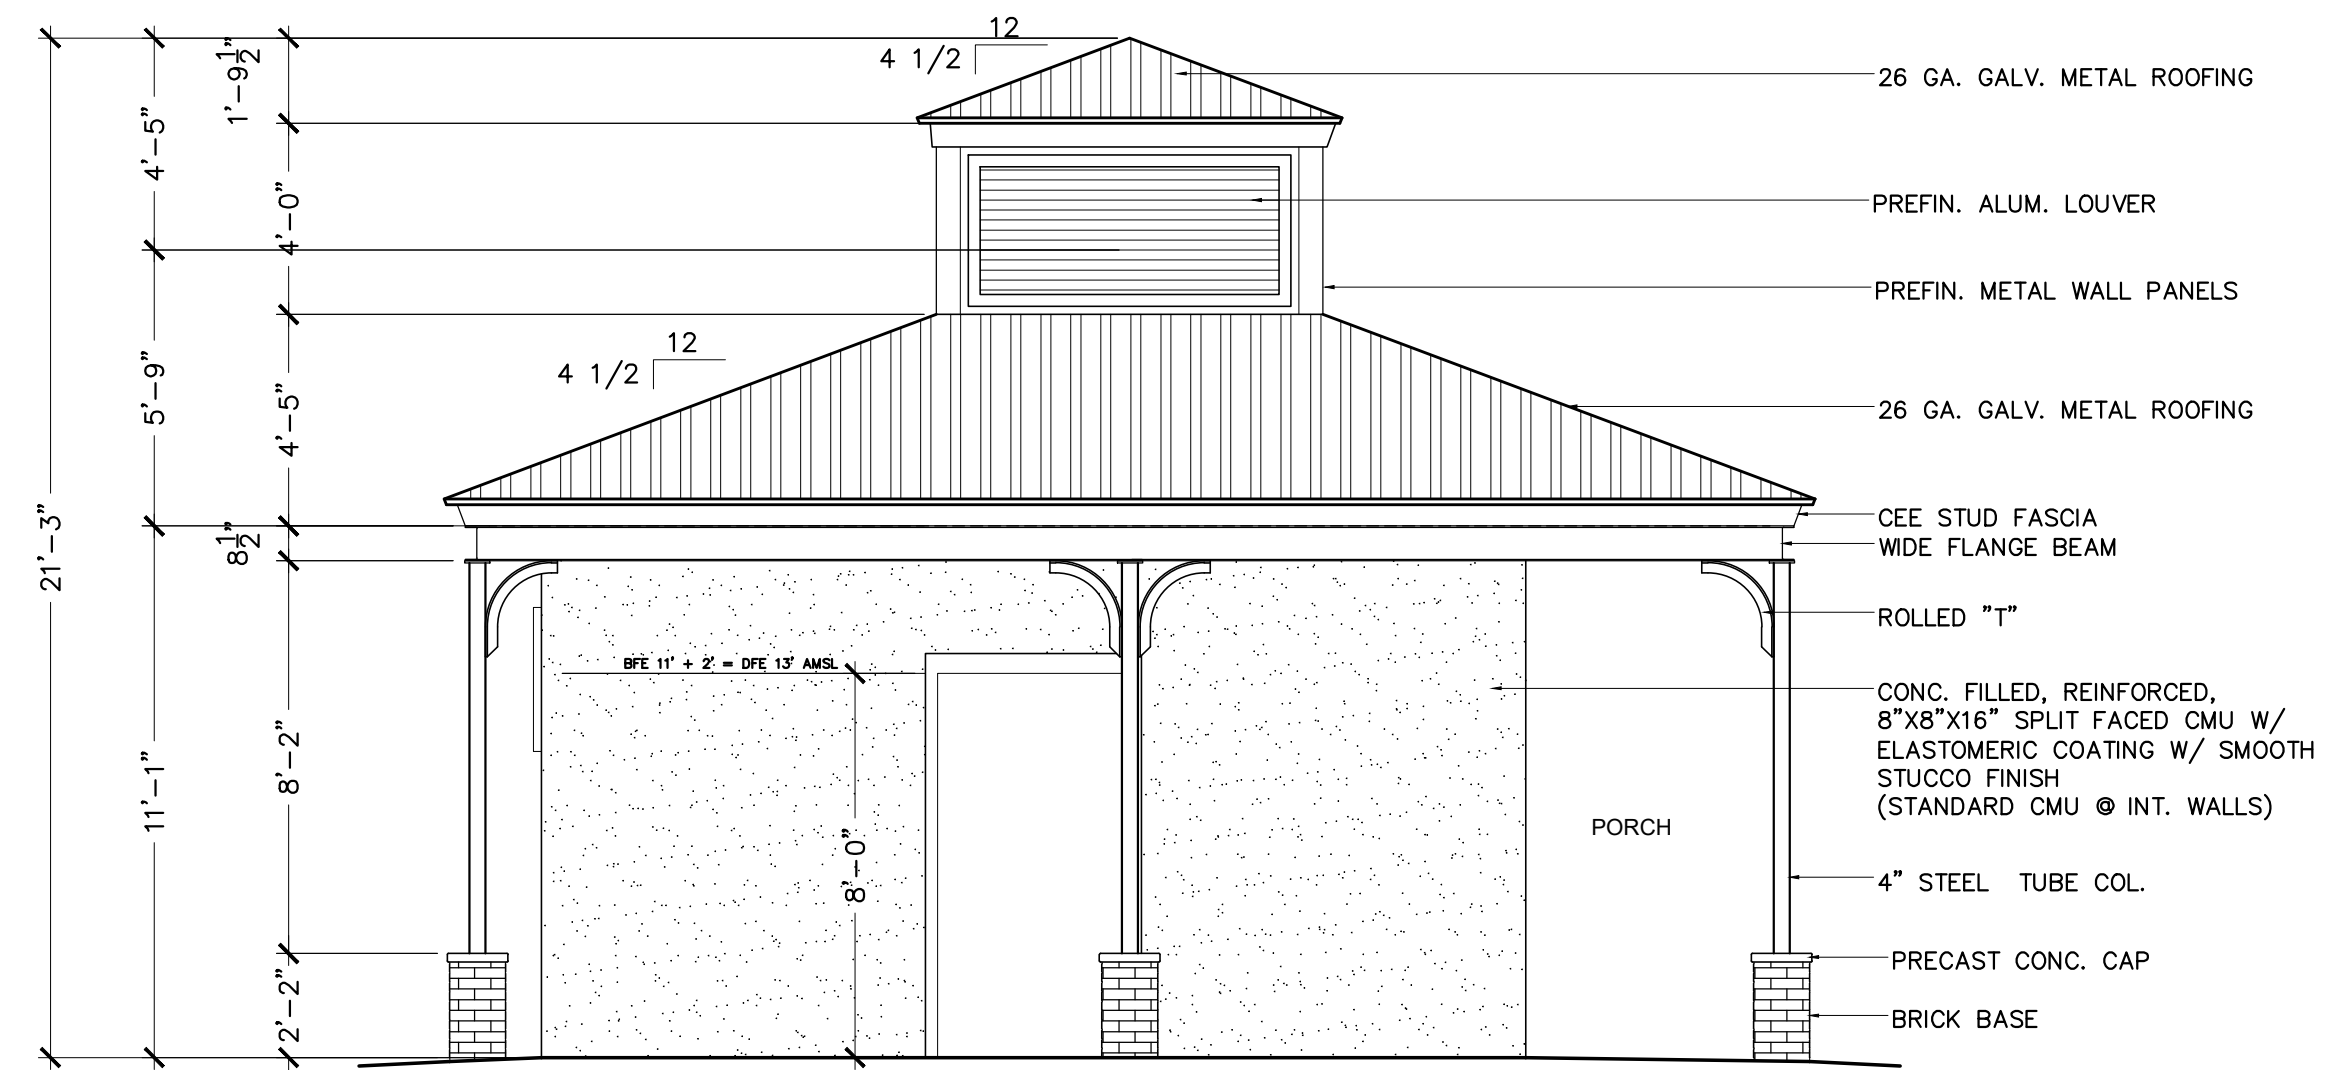 12
4 1/2
26 GA. GALV. METAL ROOFING
1'-9 1/2"
4'-5"
4'-0"
PREFIN. ALUM. LOUVER
PREFIN. METAL WALL PANELS
12
4 1/2
5'-9"
4'-5"
26 GA. GALV. METAL ROOFING
21'-3"
8 1/2"
CEE STUD FASCIA
WIDE FLANGE BEAM
ROLLED "T"
BFE 11' + 2' = DFE 13' AMSL
CONC. FILLED, REINFORCED,
8"X8"X16" SPLIT FACED CMU W/
ELASTOMERIC COATING W/ SMOOTH
STUCCO FINISH
(STANDARD CMU @ INT. WALLS)
11'-1"
8'-2"
8'-0"
PORCH
4" STEEL TUBE COL.
PRECAST CONC. CAP
2'-2"
BRICK BASE